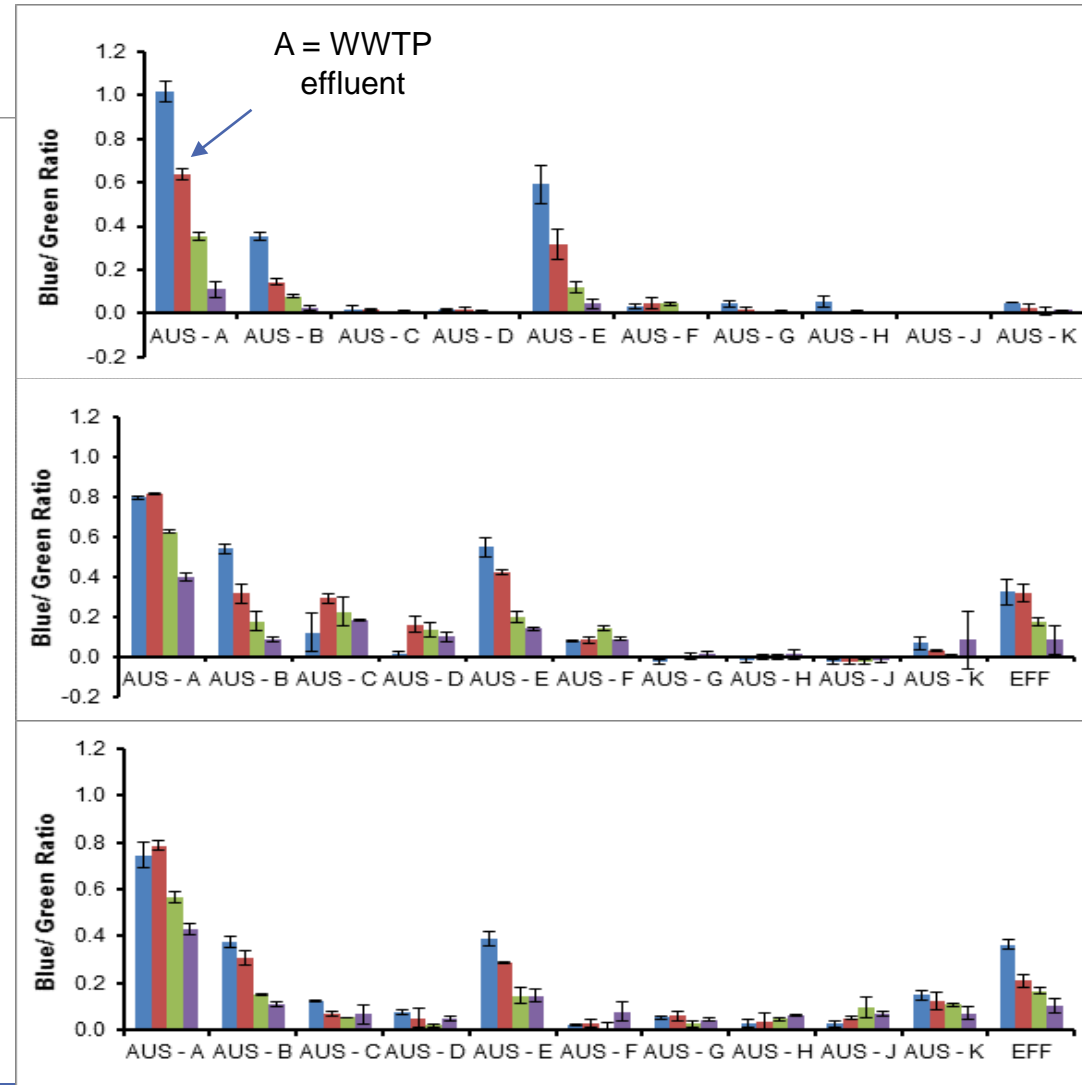 A = WWTP
effluent
Blue/ Green Ratio
1.2
1.0
0.8
0.6
0.4
0.2
0.0
-0.2
AUS - A AUS - B AUS - C AUS - D AUS - E AUS - F AUS - G AUS - H AUS - J AUS - K
Blue/ Green Ratio
1.2
1.0
0.8
0.6
0.4
0.2
0.0
-0.2
AUS - A AUS - B AUS - C AUS - D AUS - E AUS - F AUS - G AUS - H AUS - J AUS - K EFF
Blue/ Green Ratio
1.2
1.0
0.8
0.6
0.4
0.2
0.0
AUS - A AUS - B AUS - C AUS - D AUS - E AUS - F AUS - G AUS - H AUS - J AUS - K EFF